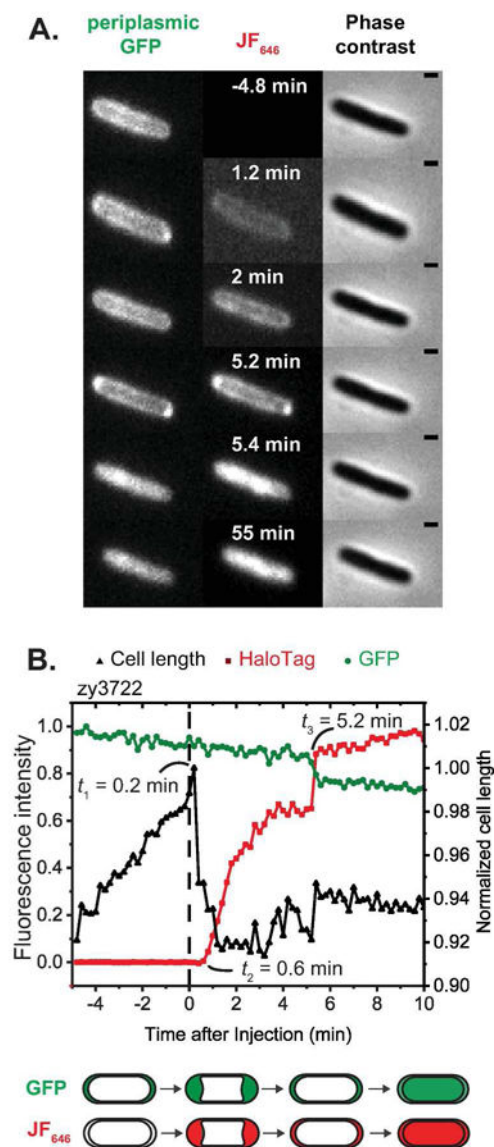 A.
periplasmic GFP
JF646
Phase contrast
-4.8 min
1.2 min
2 min
5.2 min
5.4 min
55 min
B.
Cell length HaloTag GFP
zy3722
Fluorescence intensity
1.0
0.8
0.6
0.4
0.2
0.0
t1 = 0.2 min
t2 = 0.6 min
t3 = 5.2 min
1.02
1.00
0.98
0.96
0.94
0.92
0.90
Normalized cell length
-4 -2 0 2 4 6 8 10
Time after Injection (min)
GFP
JF646